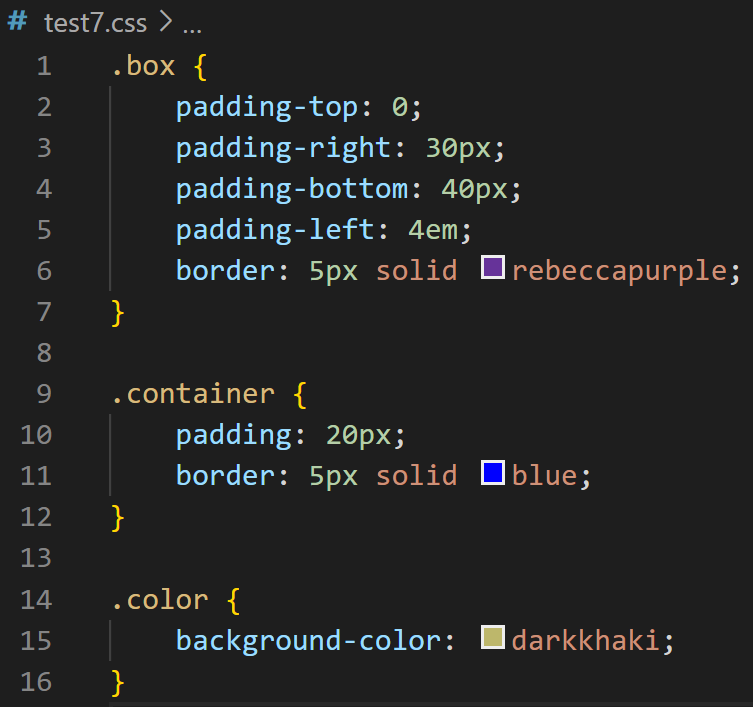 # test7.css > ...
1 .box {
2 padding-top: 0;
3 padding-right: 30px;
4 padding-bottom: 40px;
5 padding-left: 4em;
6 border: 5px solid rebeccapurple;
7 }
8
9 .container {
10 padding: 20px;
11 border: 5px solid blue;
12 }
13
14 .color {
15 background-color: darkkhaki;
16 }